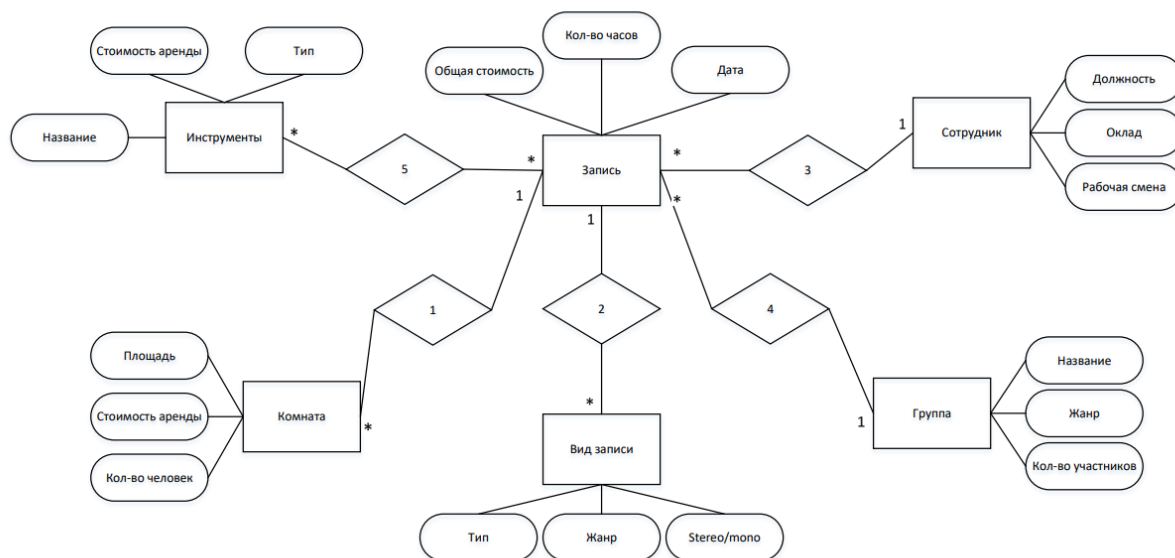 Кол-во часов
Стоимость аренды
Тип
Общая стоимость
Дата
Должность
Название
Инструменты
*
5
*
Запись
*
3
1
Сотрудник
Оклад
Рабочая смена
1
1
*
1
2
4
Площадь
Стоимость аренды
Кол-во человек
Комната
*
*
Вид записи
1
Группа
Название
Жанр
Кол-во участников
Тип
Жанр
Stereo/mono